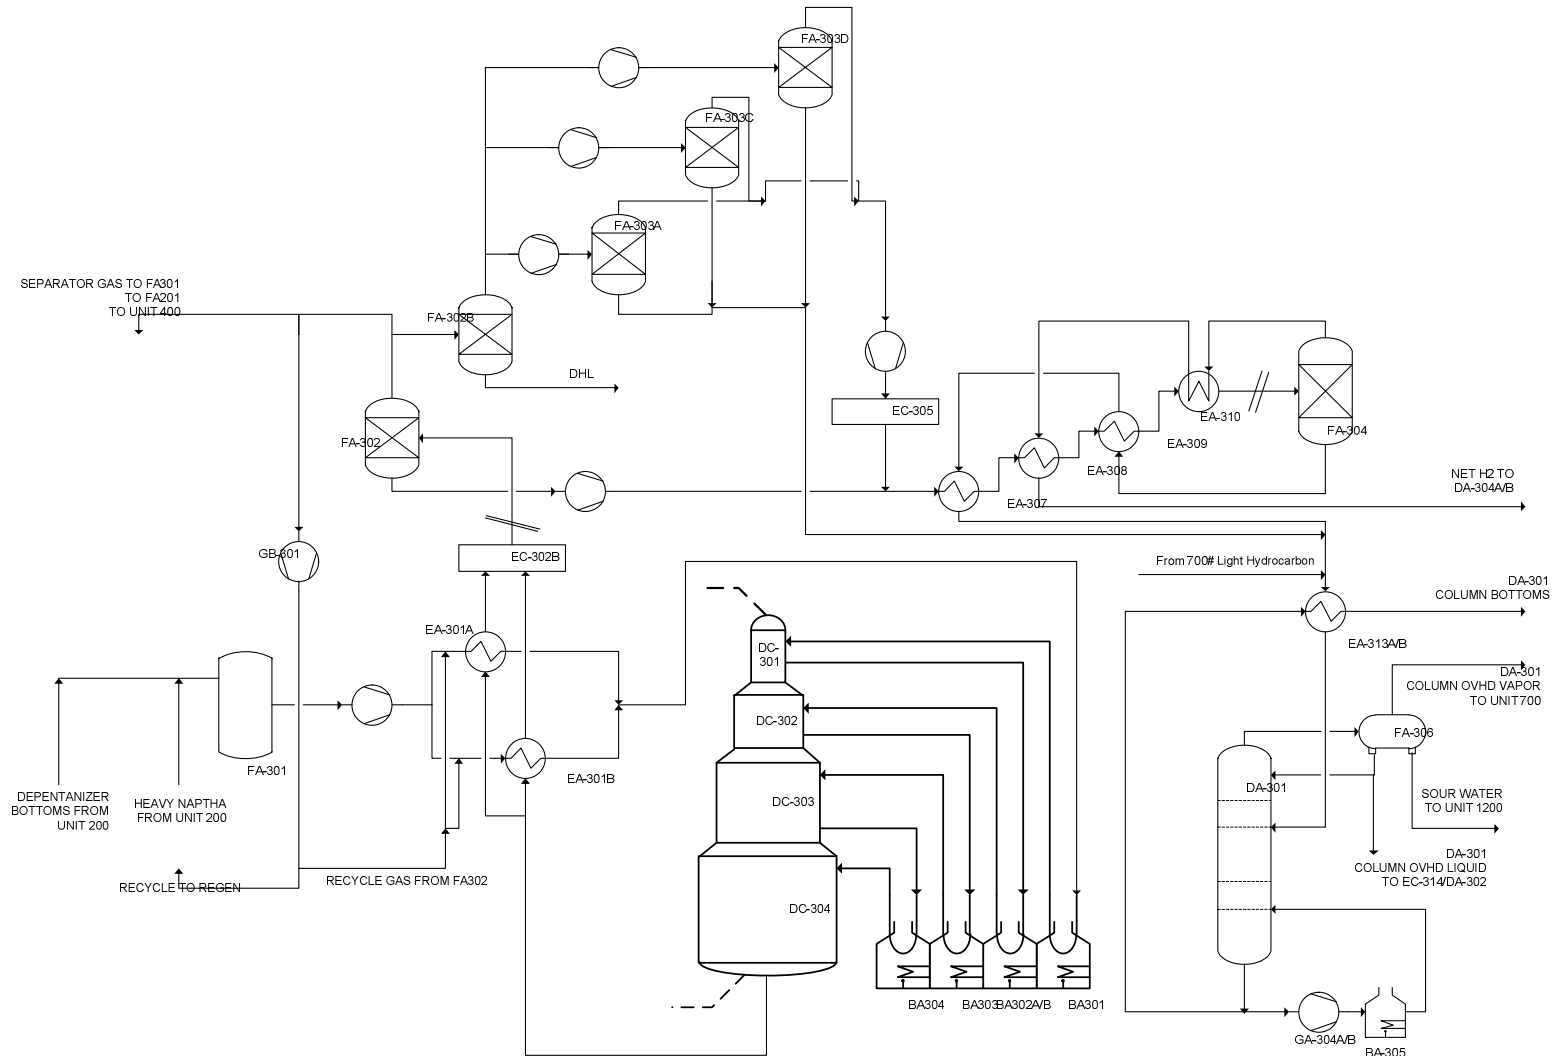 FA-303D
FA-303C
FA-303A
SEPARATOR GAS TO FA301
TO FA201
TO UNIT 400
FA-302B
DHL
EC-305
EA-310
FA-304
FA-302
EA-309
EA-308
EA-307
NET H2 TO
DA-304A/B
GB-301
EC-302B
From 700# Light Hydrocarbon
DA-301
COLUMN BOTTOMS
EA-301A
EA-313A/B
DC-
301
DA-301
COLUMN OVHD VAPOR
TO UNIT 700
DC-302
FA-306
FA-301
EA-301B
DA-301
DEPENTANIZER
BOTTOMS FROM
UNIT 200
HEAVY NAPTHA
FROM UNIT 200
DC-303
SOUR WATER
TO UNIT 1200
DA-301
COLUMN OVHD LIQUID
TO EC-314/DA-302
RECYCLE TO REGEN
RECYCLE GAS FROM FA302
DC-304
BA304
BA303
BA302A/B
BA301
GA-304A/B
BA-305